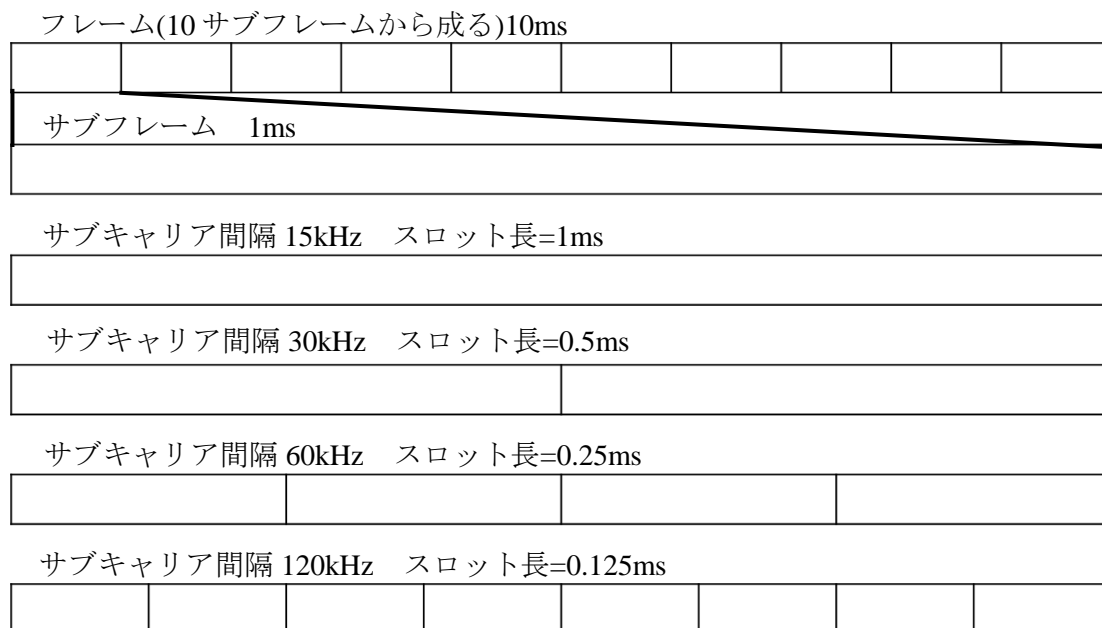 フレーム(10 サブフレームから成る)10ms
サブフレーム 1ms
サブキャリア間隔 15kHz スロット長=1ms
サブキャリア間隔 30kHz スロット長=0.5ms
サブキャリア間隔 60kHz スロット長=0.25ms
サブキャリア間隔 120kHz スロット長=0.125ms